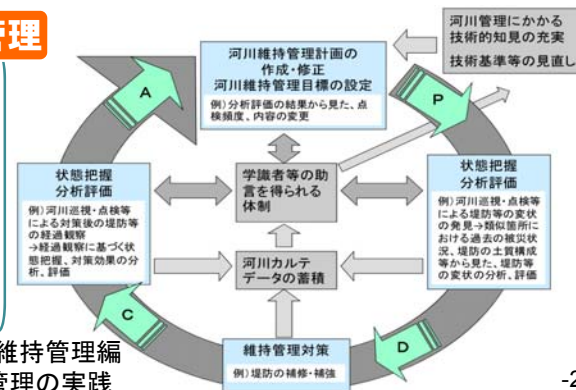 管理
河川管理にかかる
技術的知見の充実
技術基準等の見直し
河川維持管理計画の
作成・修正
河川維持管理目標の設定
例)分析評価の結果から見た、点
検頻度、内容の変更
A
P
状態把握
分析評価
例)河川巡視・点検等
による対策後の堤防等
の経過観察
→経過観察に基づく状
態把握、対策効果の分
析、評価
学識者等の助
言を得られる
体制
状態把握
分析評価
例)河川巡視・点検等
による堤防等の変状
の発見→類似箇所に
おける過去の被災状
況、堤防の土質構成
等から見た、堤防等
の変状の分析、評価
河川カルテ
データの蓄積
C
D
維持管理対策
例)堤防の補修・補強
維持管理編
管理の実践
-2